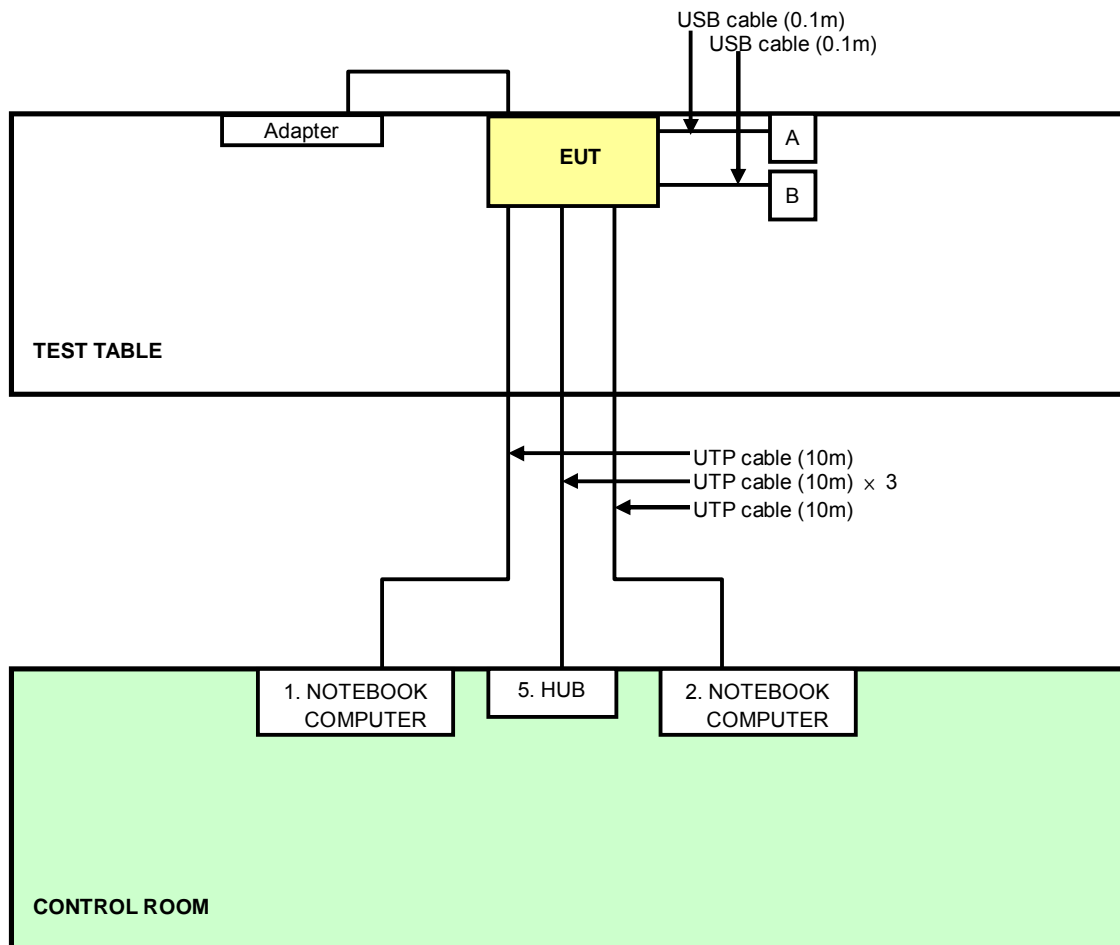 USB cable (0.1m)
USB cable (0.1m)
Adapter
EUT
A
B
TEST TABLE
UTP cable (10m)
UTP cable (10m) × 3
UTP cable (10m)
1. NOTEBOOK
COMPUTER
5. HUB
2. NOTEBOOK
COMPUTER
CONTROL ROOM